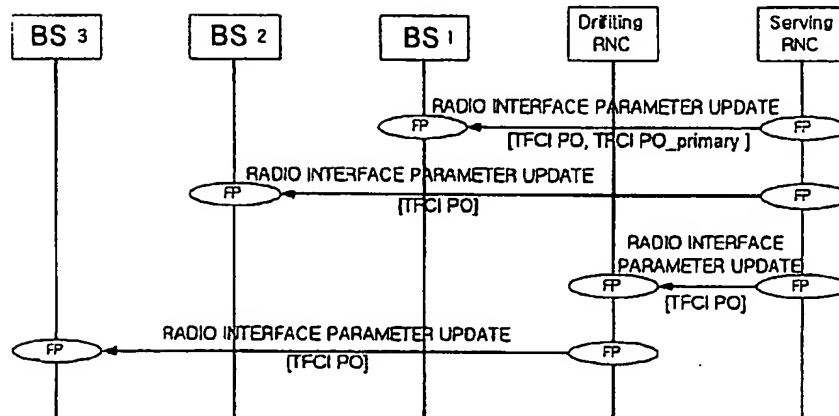 BS 3
BS 2
BS 1
Drifiting
RNC
Serving
RNC
RADIO INTERFACE PARAMETER UPDATE
FP
FP
[TFCI PO, TFCI PO_primary ]
RADIO INTERFACE PARAMETER UPDATE
FP
FP
[TFCI PO]
RADIO INTERFACE
PARAMETER UPDATE
FP
FP
[TFCI PO]
RADIO INTERFACE PARAMETER UPDATE
FP
FP
[TFCI PO]